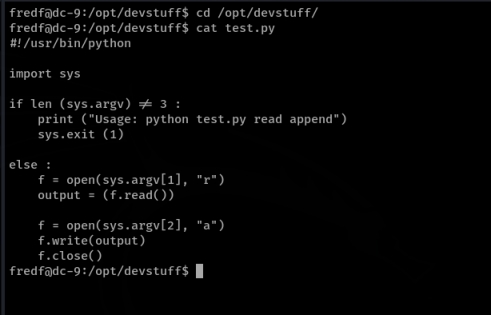 fredf@dc-9:/opt/devstuff$ cd /opt/devstuff/
fredf@dc-9:/opt/devstuff$ cat test.py
#!/usr/bin/python

import sys

if len (sys.argv) ≠ 3 :
    print ("Usage: python test.py read append")
    sys.exit (1)

else :
    f = open(sys.argv[1], "r")
    output = (f.read())

    f = open(sys.argv[2], "a")
    f.write(output)
    f.close()
fredf@dc-9:/opt/devstuff$